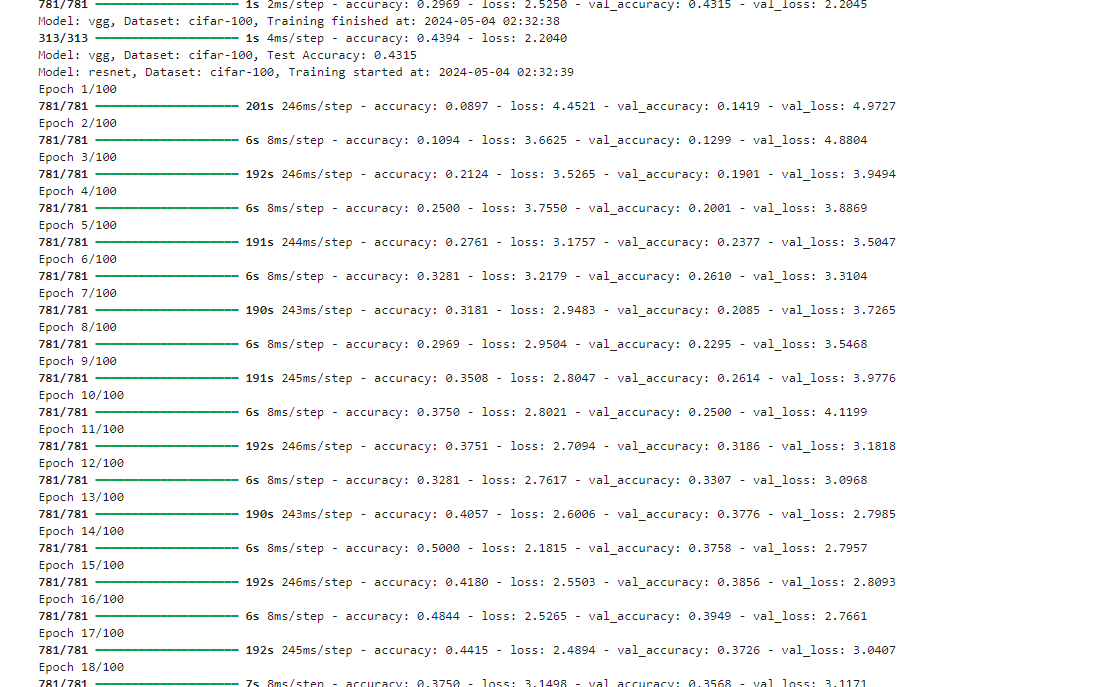 781/781 ━━━━━━━━━━━━━━━━━━━━ 1s 2ms/step - accuracy: 0.2969 - loss: 2.5250 - val_accuracy: 0.4315 - val_loss: 2.2045
Model: vgg, Dataset: cifar-100, Training finished at: 2024-05-04 02:32:38
313/313 ━━━━━━━━━━━━━━━━━━━━ 1s 4ms/step - accuracy: 0.4394 - loss: 2.2040
Model: vgg, Dataset: cifar-100, Test Accuracy: 0.4315
Model: resnet, Dataset: cifar-100, Training started at: 2024-05-04 02:32:39
Epoch 1/100
781/781 ━━━━━━━━━━━━━━━━━━━━ 201s 246ms/step - accuracy: 0.0897 - loss: 4.4521 - val_accuracy: 0.1419 - val_loss: 4.9727
Epoch 2/100
781/781 ━━━━━━━━━━━━━━━━━━━━ 6s 8ms/step - accuracy: 0.1094 - loss: 3.6625 - val_accuracy: 0.1299 - val_loss: 4.8804
Epoch 3/100
781/781 ━━━━━━━━━━━━━━━━━━━━ 192s 246ms/step - accuracy: 0.2124 - loss: 3.5265 - val_accuracy: 0.1901 - val_loss: 3.9494
Epoch 4/100
781/781 ━━━━━━━━━━━━━━━━━━━━ 6s 8ms/step - accuracy: 0.2500 - loss: 3.7550 - val_accuracy: 0.2001 - val_loss: 3.8869
Epoch 5/100
781/781 ━━━━━━━━━━━━━━━━━━━━ 191s 244ms/step - accuracy: 0.2761 - loss: 3.1757 - val_accuracy: 0.2377 - val_loss: 3.5047
Epoch 6/100
781/781 ━━━━━━━━━━━━━━━━━━━━ 6s 8ms/step - accuracy: 0.3281 - loss: 3.2179 - val_accuracy: 0.2610 - val_loss: 3.3104
Epoch 7/100
781/781 ━━━━━━━━━━━━━━━━━━━━ 190s 243ms/step - accuracy: 0.3181 - loss: 2.9483 - val_accuracy: 0.2085 - val_loss: 3.7265
Epoch 8/100
781/781 ━━━━━━━━━━━━━━━━━━━━ 6s 8ms/step - accuracy: 0.2969 - loss: 2.9504 - val_accuracy: 0.2295 - val_loss: 3.5468
Epoch 9/100
781/781 ━━━━━━━━━━━━━━━━━━━━ 191s 245ms/step - accuracy: 0.3508 - loss: 2.8047 - val_accuracy: 0.2614 - val_loss: 3.9776
Epoch 10/100
781/781 ━━━━━━━━━━━━━━━━━━━━ 6s 8ms/step - accuracy: 0.3750 - loss: 2.8021 - val_accuracy: 0.2500 - val_loss: 4.1199
Epoch 11/100
781/781 ━━━━━━━━━━━━━━━━━━━━ 192s 246ms/step - accuracy: 0.3751 - loss: 2.7094 - val_accuracy: 0.3186 - val_loss: 3.1818
Epoch 12/100
781/781 ━━━━━━━━━━━━━━━━━━━━ 6s 8ms/step - accuracy: 0.3281 - loss: 2.7617 - val_accuracy: 0.3307 - val_loss: 3.0968
Epoch 13/100
781/781 ━━━━━━━━━━━━━━━━━━━━ 190s 243ms/step - accuracy: 0.4057 - loss: 2.6006 - val_accuracy: 0.3776 - val_loss: 2.7985
Epoch 14/100
781/781 ━━━━━━━━━━━━━━━━━━━━ 6s 8ms/step - accuracy: 0.5000 - loss: 2.1815 - val_accuracy: 0.3758 - val_loss: 2.7957
Epoch 15/100
781/781 ━━━━━━━━━━━━━━━━━━━━ 192s 246ms/step - accuracy: 0.4180 - loss: 2.5503 - val_accuracy: 0.3856 - val_loss: 2.8093
Epoch 16/100
781/781 ━━━━━━━━━━━━━━━━━━━━ 6s 8ms/step - accuracy: 0.4844 - loss: 2.5265 - val_accuracy: 0.3949 - val_loss: 2.7661
Epoch 17/100
781/781 ━━━━━━━━━━━━━━━━━━━━ 192s 245ms/step - accuracy: 0.4415 - loss: 2.4894 - val_accuracy: 0.3726 - val_loss: 3.0407
Epoch 18/100
781/781 ━━━━━━━━━━━━━━━━━━━━ 7s 8ms/step - accuracy: 0.3750 - loss: 3.1498 - val_accuracy: 0.3568 - val_loss: 3.1171